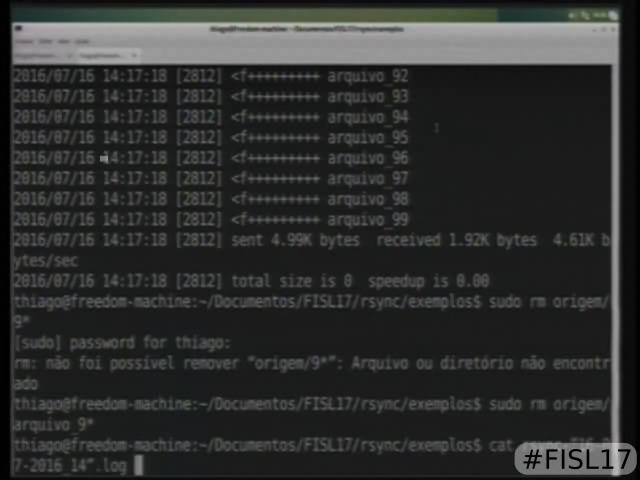 thiago@freedom-machine: ~/Documentos/FISL17/rsync/exemplos
2016/07/16 14:17:18 [2812] <f+++++++++ arquivo_92
2016/07/16 14:17:18 [2812] <f+++++++++ arquivo_93
2016/07/16 14:17:18 [2812] <f+++++++++ arquivo_94
2016/07/16 14:17:18 [2812] <f+++++++++ arquivo_95
2016/07/16 14:17:18 [2812] <f+++++++++ arquivo_96
2016/07/16 14:17:18 [2812] <f+++++++++ arquivo_97
2016/07/16 14:17:18 [2812] <f+++++++++ arquivo_98
2016/07/16 14:17:18 [2812] <f+++++++++ arquivo_99
2016/07/16 14:17:18 [2812] sent 4.99K bytes  received 1.92K bytes  4.61K b
ytes/sec
2016/07/16 14:17:18 [2812] total size is 0  speedup is 0.00
thiago@freedom-machine:~/Documentos/FISL17/rsync/exemplos$ sudo rm origem/
9*
[sudo] password for thiago:
rm: não foi possível remover “origem/9*”: Arquivo ou diretório não encontr
ado
thiago@freedom-machine:~/Documentos/FISL17/rsync/exemplos$ sudo rm origem/
arquivo_9*
thiago@freedom-machine:~/Documentos/FISL17/rsync/exemplos$ cat
7-2016_14".log
#FISL17